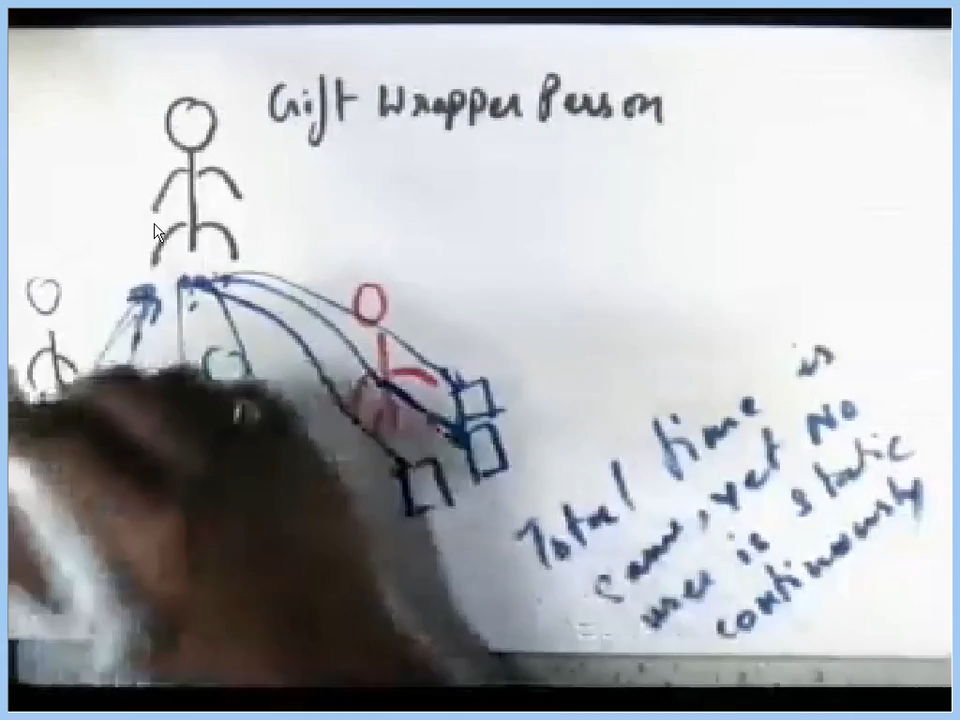 Gift Wrapper Person
Total time is
same, yet No
user is static
continuously